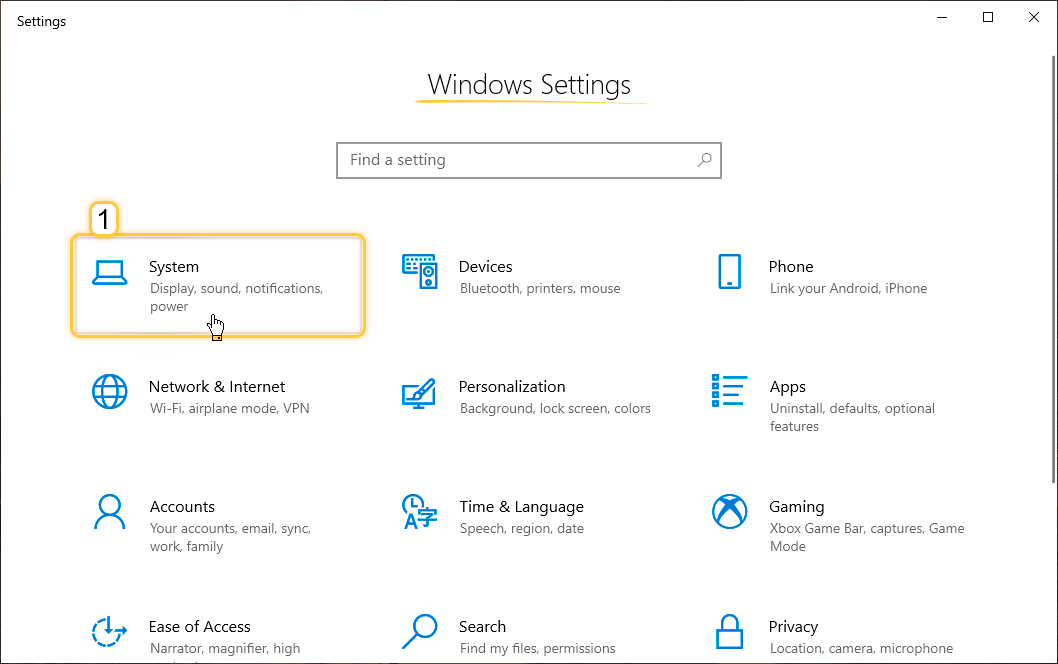 Settings
Windows Settings
Find a setting
1
System
Display, sound, notifications,
power
Devices
Bluetooth, printers, mouse
Phone
Link your Android, iPhone
Network & Internet
Wi-Fi, airplane mode, VPN
Personalization
Background, lock screen, colors
Apps
Uninstall, defaults, optional
features
Accounts
Your accounts, email, sync,
work, family
Time & Language
Speech, region, date
Gaming
Xbox Game Bar, captures, Game
Mode
Ease of Access
Narrator, magnifier, high
Search
Find my files, permissions
Privacy
Location, camera, microphone